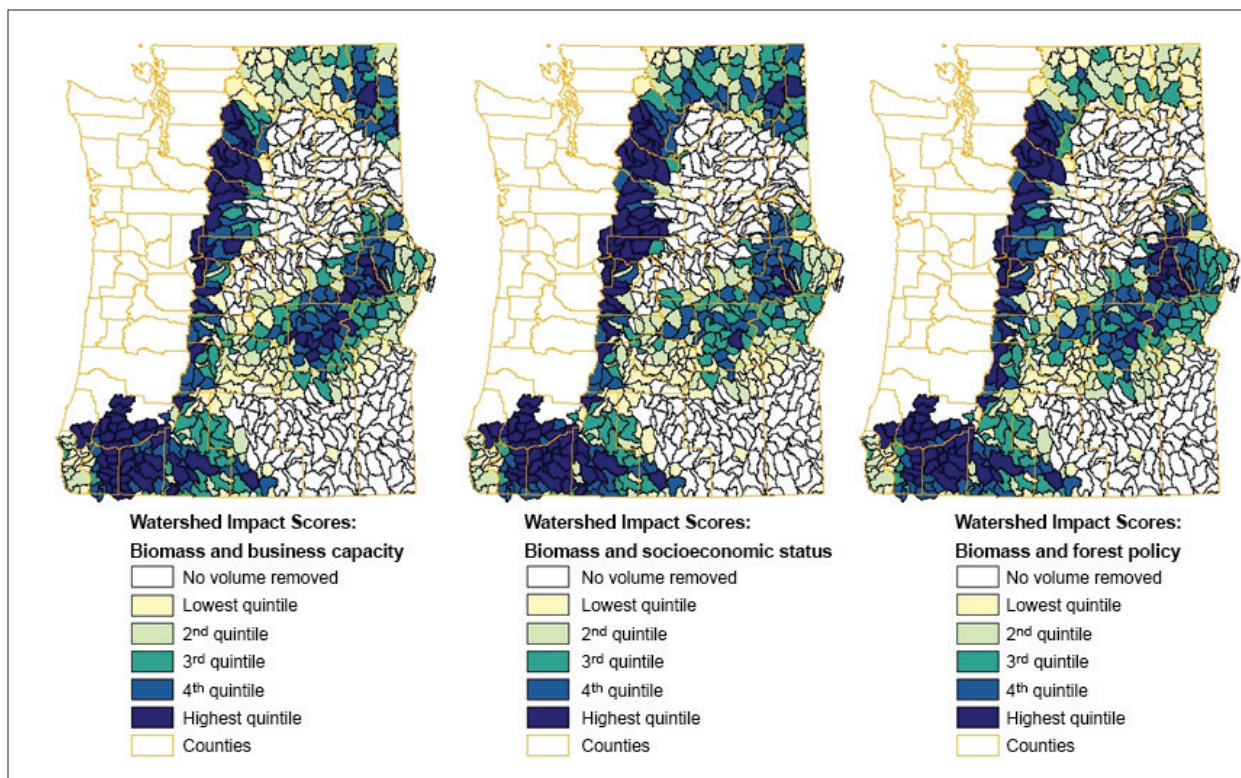 Watershed Impact Scores:
Biomass and business capacity
No volume removed
Lowest quintile
2nd quintile
3rd quintile
4th quintile
Highest quintile
Counties
Watershed Impact Scores:
Biomass and socioeconomic status
No volume removed
Lowest quintile
2nd quintile
3rd quintile
4th quintile
Highest quintile
Counties
Watershed Impact Scores:
Biomass and forest policy
No volume removed
Lowest quintile
2nd quintile
3rd quintile
4th quintile
Highest quintile
Counties